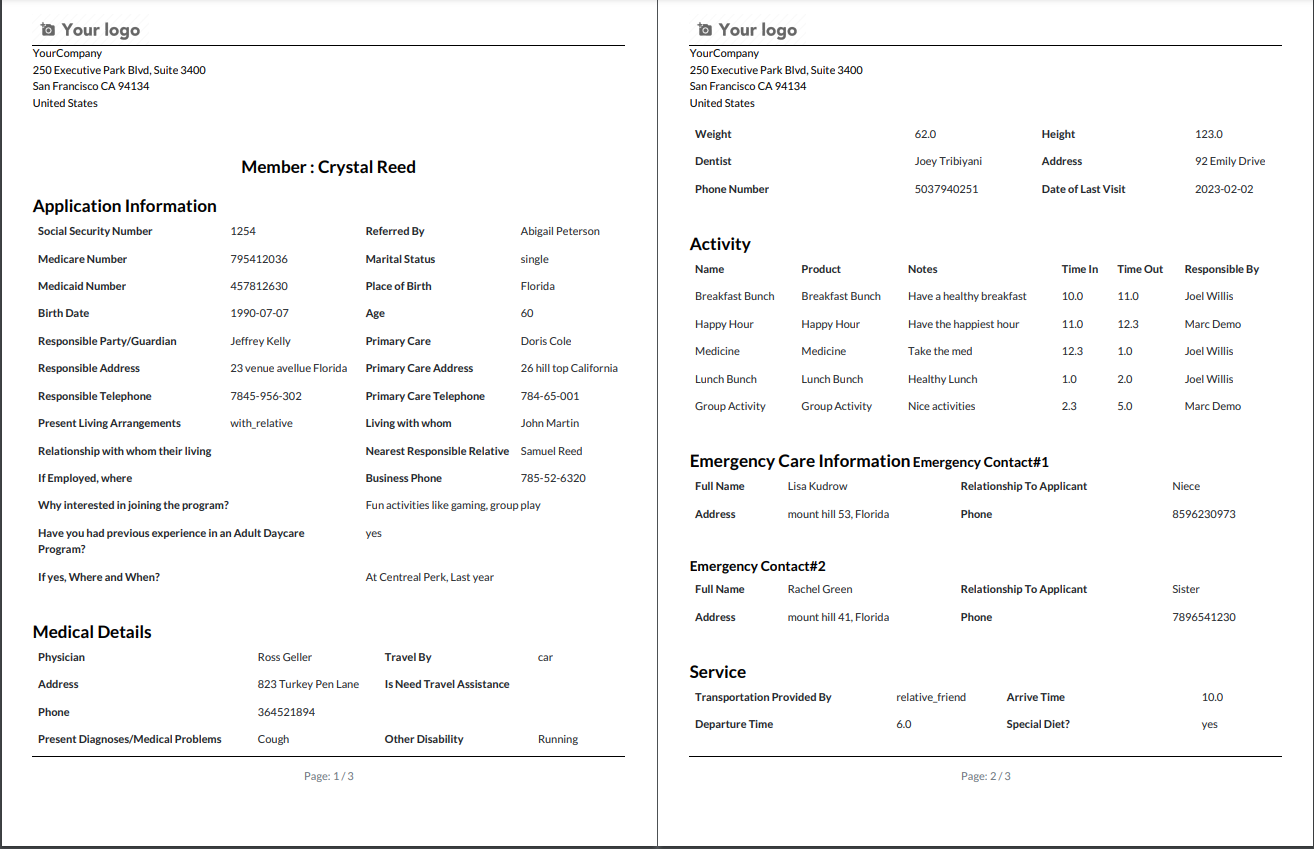 Your logo
YourCompany
250 Executive Park Blvd, Suite 3400
San Francisco CA 94134
United States
Member : Crystal Reed
Application Information
Social Security Number 1254 Referred By Abigail Peterson
Medicare Number 795412036 Marital Status single
Medicaid Number 457812630 Place of Birth Florida
Birth Date 1990-07-07 Age 60
Responsible Party/Guardian Jeffrey Kelly Primary Care Doris Cole
Responsible Address 23 venue avellue Florida Primary Care Address 26 hill top California
Responsible Telephone 7845-956-302 Primary Care Telephone 784-65-001
Present Living Arrangements with_relative Living with whom John Martin
Relationship with whom their living Nearest Responsible Relative Samuel Reed
If Employed, where Business Phone 785-52-6320
Why interested in joining the program? Fun activities like gaming, group play
Have you had previous experience in an Adult Daycare yes
Program?
If yes, Where and When? At Centreal Perk, Last year
Medical Details
Physician Ross Geller Travel By car
Address 823 Turkey Pen Lane Is Need Travel Assistance
Phone 364521894
Present Diagnoses/Medical Problems Cough Other Disability Running
Page: 1 / 3
Your logo
YourCompany
250 Executive Park Blvd, Suite 3400
San Francisco CA 94134
United States
Weight 62.0 Height 123.0
Dentist Joey Tribiyani Address 92 Emily Drive
Phone Number 5037940251 Date of Last Visit 2023-02-02
Activity
Name Product Notes Time In Time Out Responsible By
Breakfast Bunch Breakfast Bunch Have a healthy breakfast 10.0 11.0 Joel Willis
Happy Hour Happy Hour Have the happiest hour 11.0 12.3 Marc Demo
Medicine Medicine Take the med 12.3 1.0 Joel Willis
Lunch Bunch Lunch Bunch Healthy Lunch 1.0 2.0 Joel Willis
Group Activity Group Activity Nice activities 2.3 5.0 Marc Demo
Emergency Care Information Emergency Contact#1
Full Name Lisa Kudrow Relationship To Applicant Niece
Address mount hill 53, Florida Phone 8596230973
Emergency Contact#2
Full Name Rachel Green Relationship To Applicant Sister
Address mount hill 41, Florida Phone 7896541230
Service
Transportation Provided By relative_friend Arrive Time 10.0
Departure Time 6.0 Special Diet? yes
Page: 2 / 3